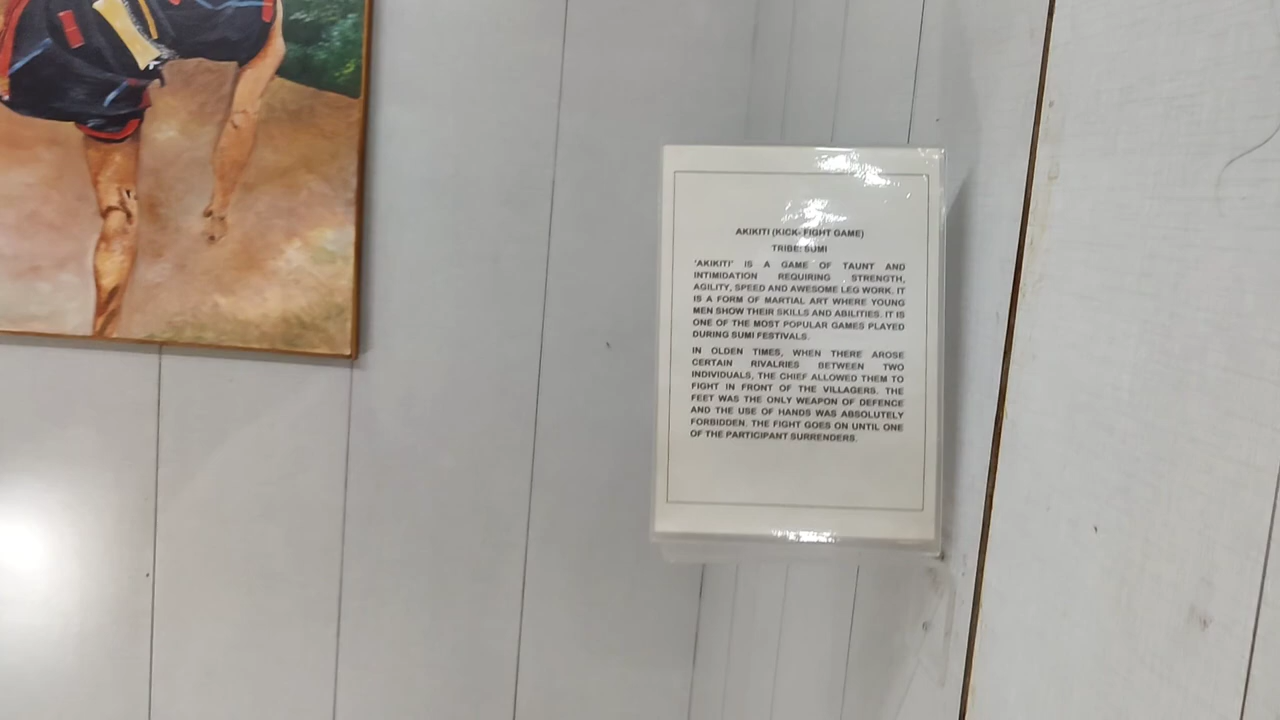 AKIKITI (KICK- FIGHT GAME)
TRIBE: SUMI
'AKIKITI' IS A GAME OF TAUNT AND
INTIMIDATION REQUIRING STRENGTH,
AGILITY, SPEED AND AWESOME LEG WORK. IT
IS A FORM OF MARTIAL ART WHERE YOUNG
MEN SHOW THEIR SKILLS AND ABILITIES. IT IS
ONE OF THE MOST POPULAR GAMES PLAYED
DURING SUMI FESTIVALS.
IN OLDEN TIMES, WHEN THERE AROSE
CERTAIN RIVALRIES BETWEEN TWO
INDIVIDUALS, THE CHIEF ALLOWED THEM TO
FIGHT IN FRONT OF THE VILLAGERS. THE
FEET WAS THE ONLY WEAPON OF DEFENCE
AND THE USE OF HANDS WAS ABSOLUTELY
FORBIDDEN. THE FIGHT GOES ON UNTIL ONE
OF THE PARTICIPANT SURRENDERS.